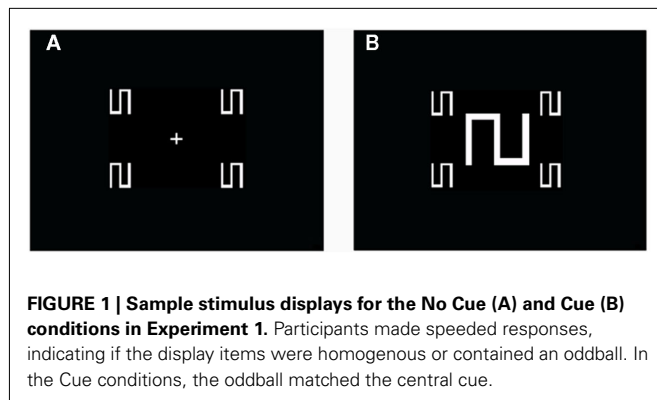 A B
FIGURE 1 | Sample stimulus displays for the No Cue (A) and Cue (B)
conditions in Experiment 1. Participants made speeded responses,
indicating if the display items were homogenous or contained an oddball. In
the Cue conditions, the oddball matched the central cue.